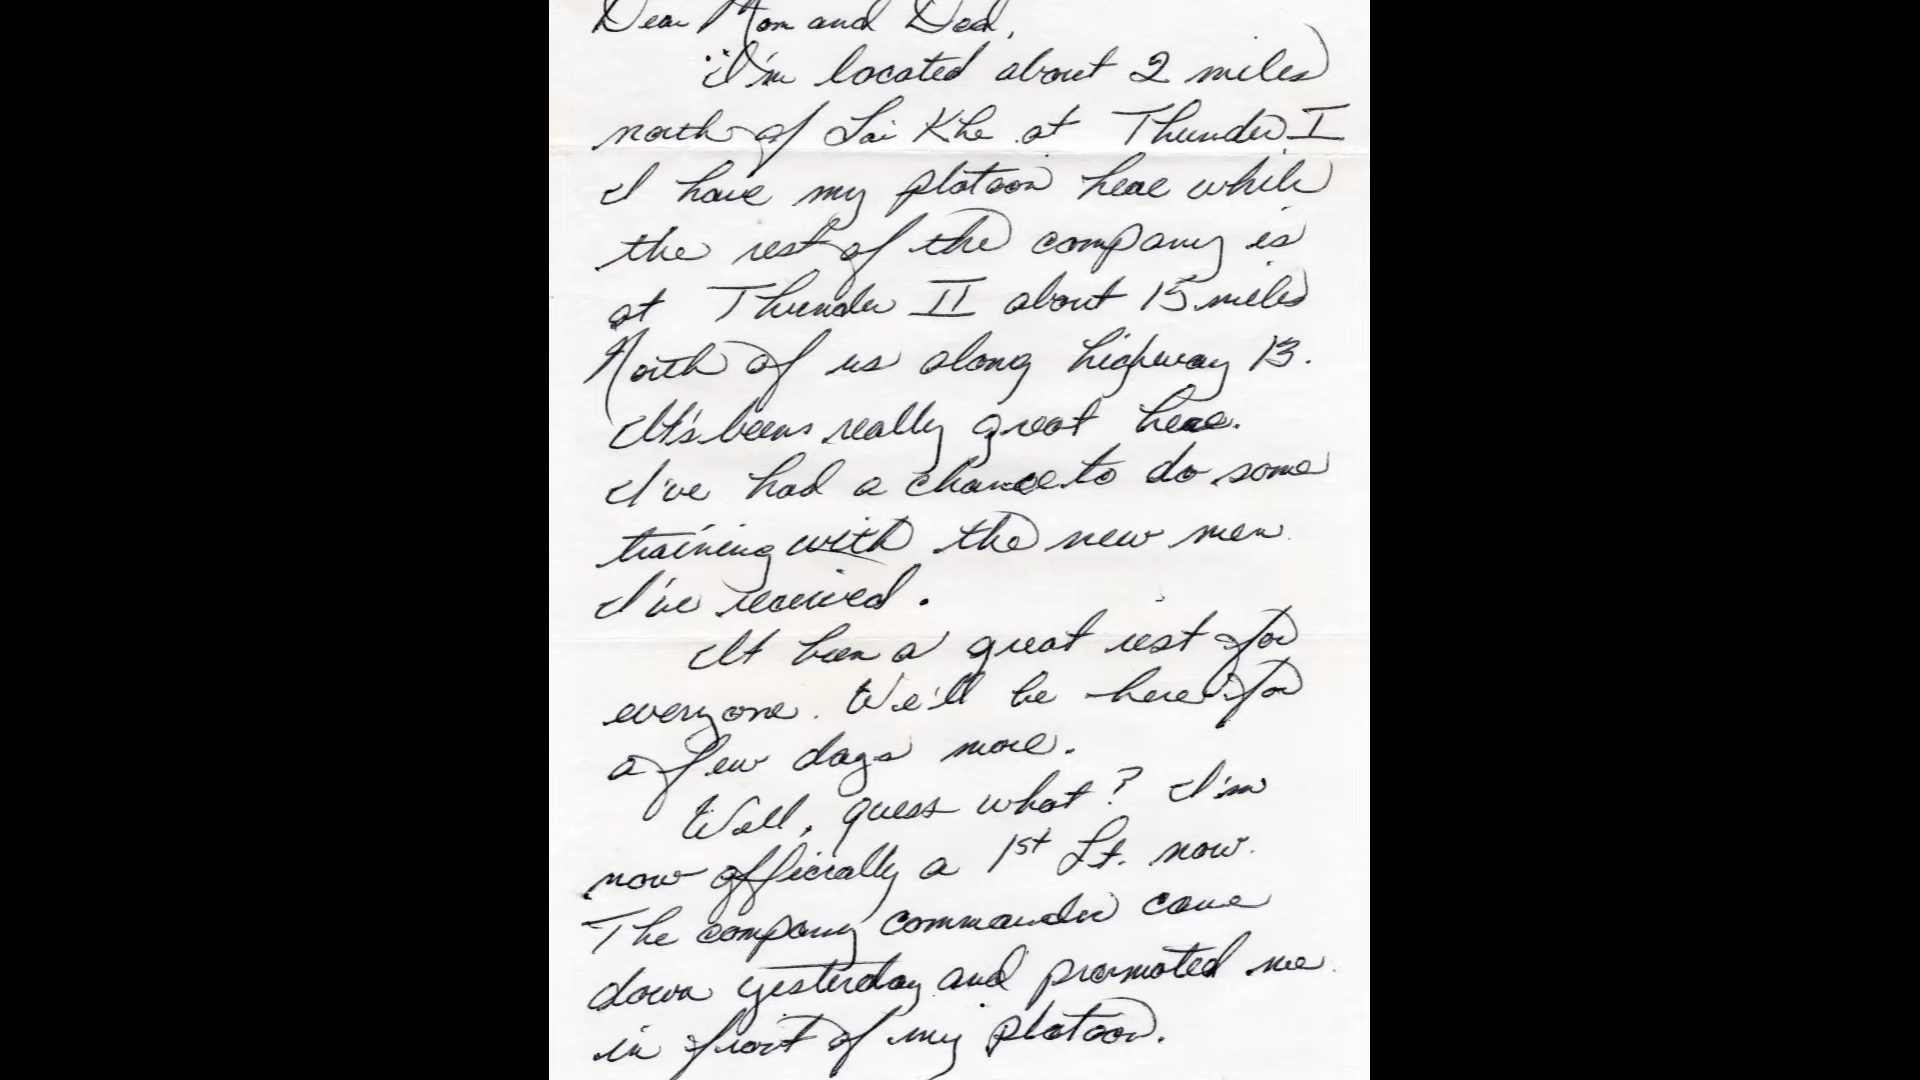 Dear Mom and Dad,
I'm located about 2 miles
north of Lai Khe at Thunder I
I have my platoon here while
the rest of the company is
at Thunder II about 15 miles
North of us along highway 13.
It's been really great here.
I've had a chance to do some
training with the new men
I've received.
It been a great rest for
everyone. We'll be here for
a few days more.
Well, guess what? I'm
now officially a 1st Lt. now.
The company commander came
down yesterday and promoted me
in front of my platoon.